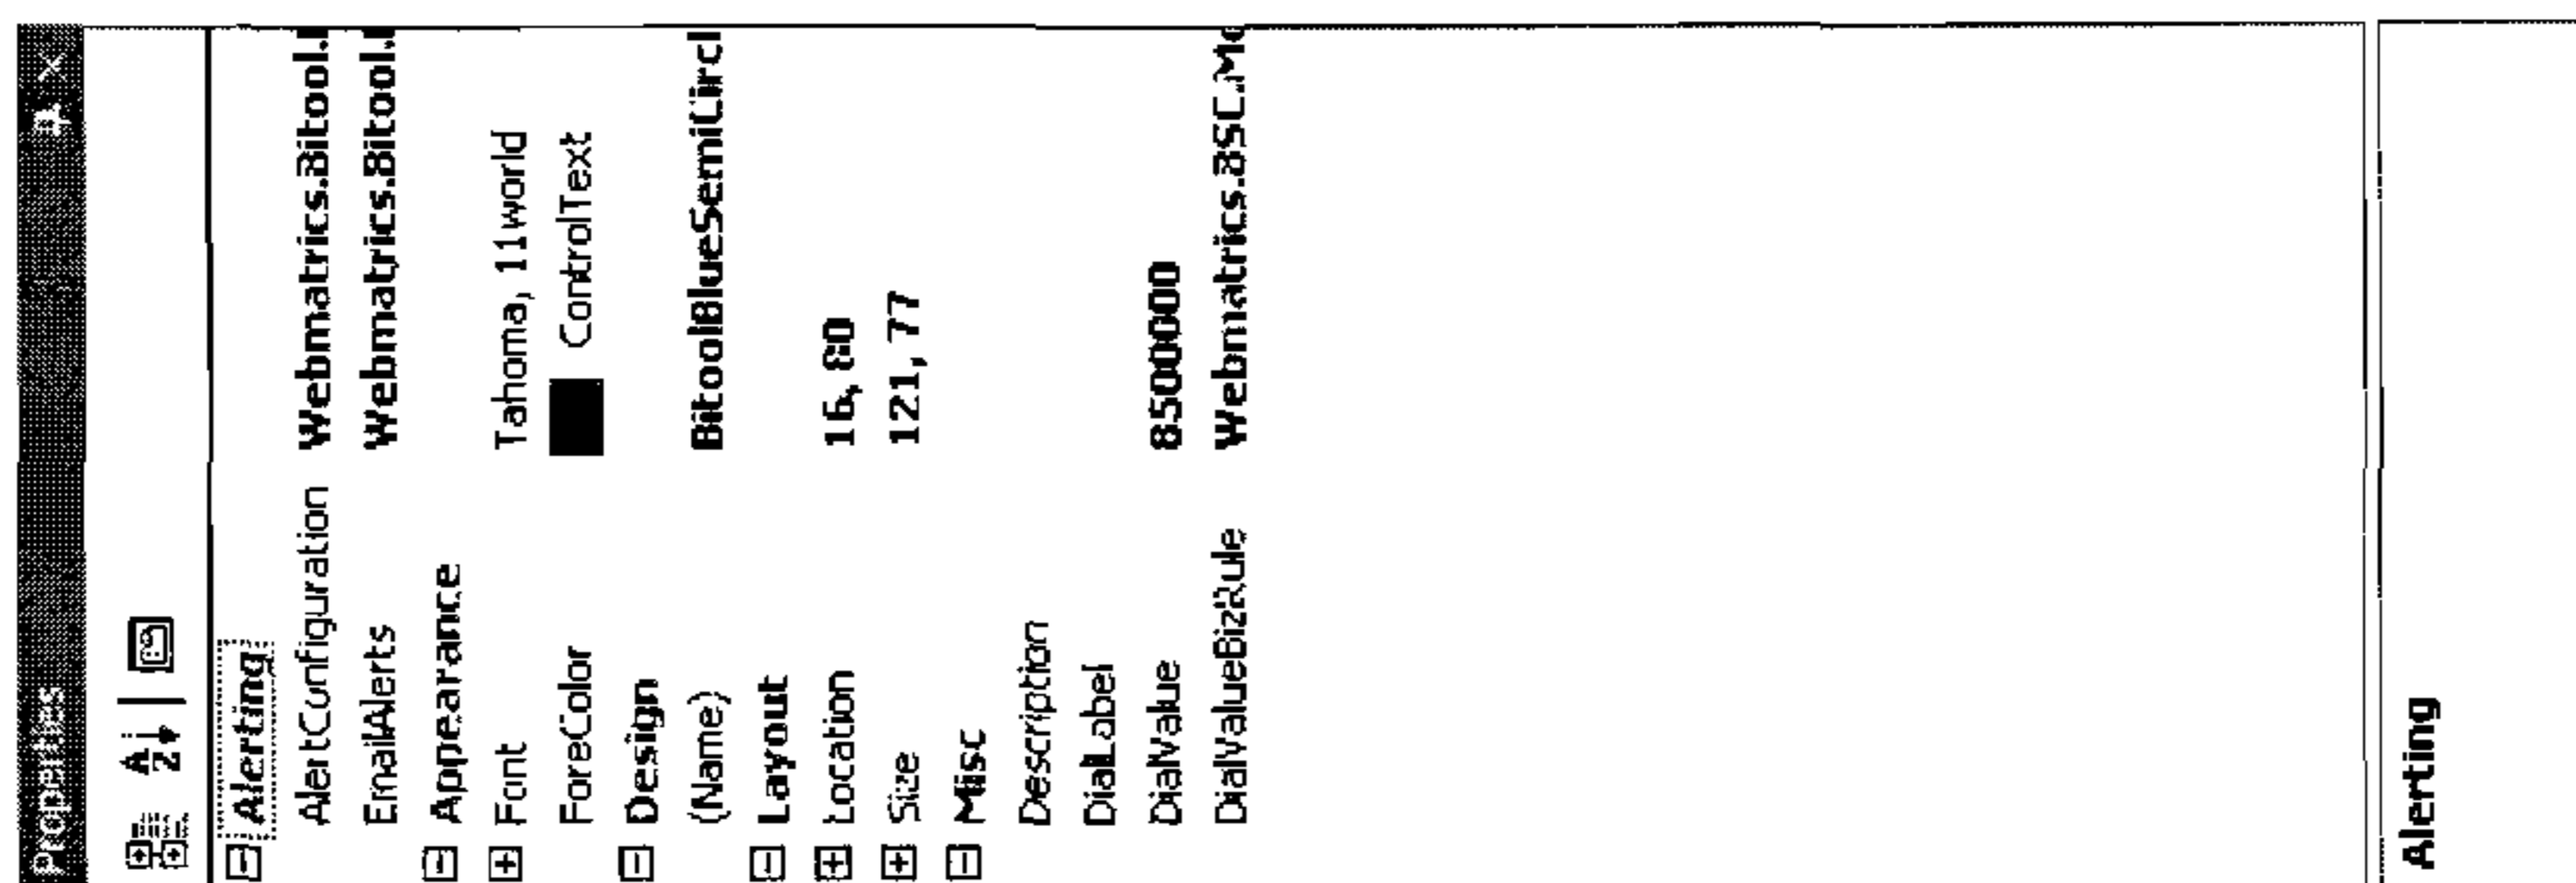 Properties
Alerting
AlertConfiguration Webmatrics.Bitool.
EmailAlerts Webmatrics.Bitool.
Appearance
Font Tahoma, 11world
ForeColor ControlText
Design
(Name) BitoolBlueSemiCircl
Layout
Location 16, 80
Size 121, 77
Misc
Description
DialLabel
DialValue 8500000
DialValueBizRule Webmatrics.BSC.Mo
Alerting